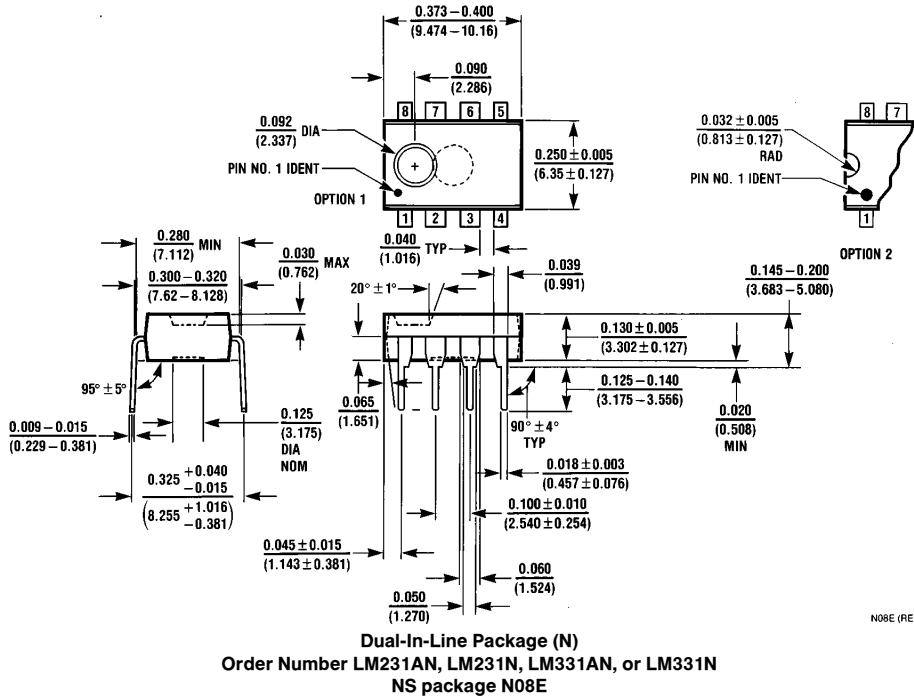 0.373–0.400
(9.474–10.16)
0.090
(2.286)
8 7 6 5
0.092 DIA
(2.337)
PIN NO. 1 IDENT
OPTION 1
1 2 3 4
0.250±0.005
(6.35±0.127)
0.032±0.005
(0.813±0.127)
RAD
PIN NO. 1 IDENT
8 7
1
OPTION 2
0.280 MIN
(7.112)
0.300–0.320
(7.62–8.128)
0.030 MAX
(0.762)
0.040 TYP
(1.016)
0.039
(0.991)
20°±1°
0.145–0.200
(3.683–5.080)
0.130±0.005
(3.302±0.127)
0.125–0.140
(3.175–3.556)
0.020
(0.508)
MIN
95°±5°
0.009–0.015
(0.229–0.381)
0.125
(3.175)
DIA
NOM
0.065
(1.651)
90°±4°
TYP
0.325 +0.040
−0.015
(8.255 +1.016
−0.381)
0.018±0.003
(0.457±0.076)
0.100±0.010
(2.540±0.254)
0.045±0.015
(1.143±0.381)
0.060
(1.524)
0.050
(1.270)
N08E (RE
Dual-In-Line Package (N)
Order Number LM231AN, LM231N, LM331AN, or LM331N
NS package N08E